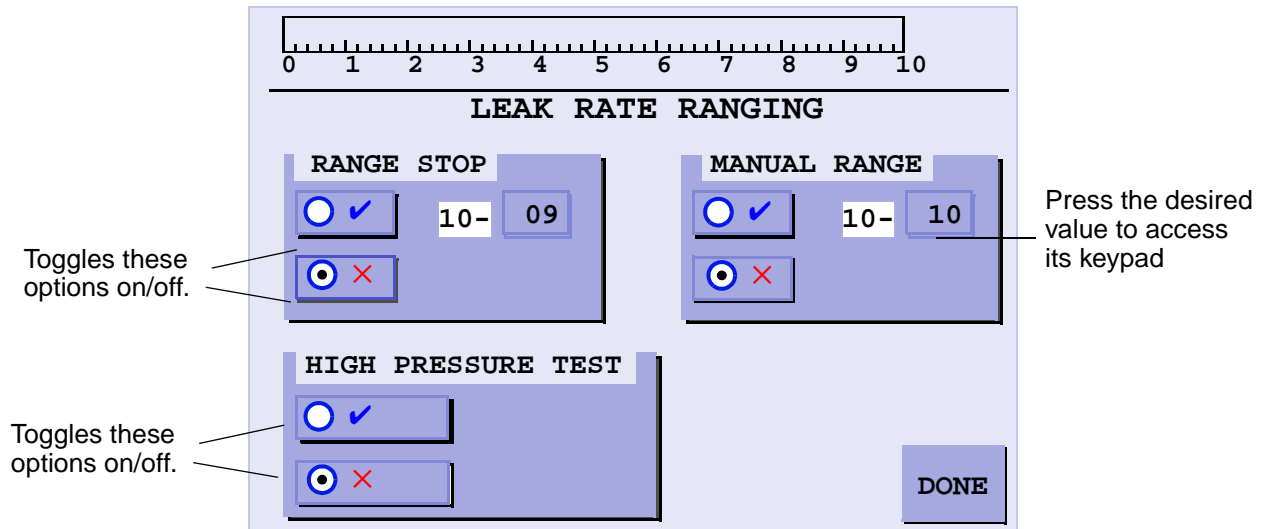 0 1 2 3 4 5 6 7 8 9 10
LEAK RATE RANGING
RANGE STOP
10- 09
Toggles these
options on/off.
MANUAL RANGE
10- 10
Press the desired
value to access
its keypad
HIGH PRESSURE TEST
Toggles these
options on/off.
DONE